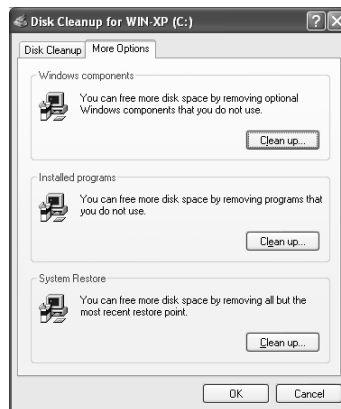 Disk Cleanup for WIN-XP (C:)
Disk Cleanup More Options
Windows components
You can free more disk space by removing optional
Windows components that you do not use.
Clean up...
Installed programs
You can free more disk space by removing programs that
you do not use.
Clean up...
System Restore
You can free more disk space by removing all but the
most recent restore point.
Clean up...
OK Cancel